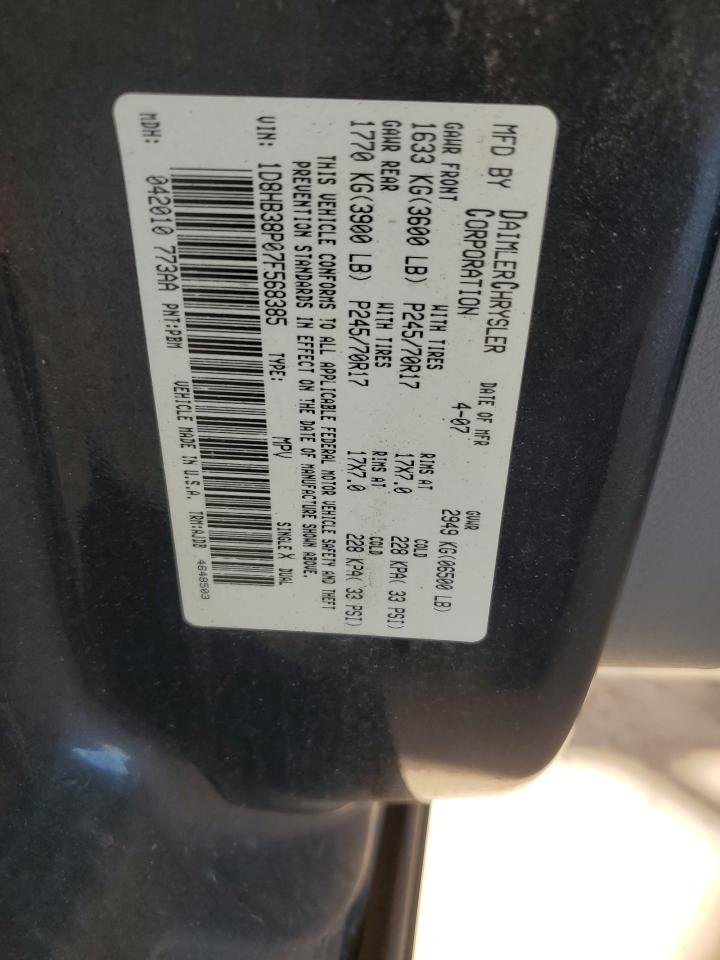 MFD BY DAIMLERCHRYSLER CORPORATION
DATE OF MFR 4-07
GVWR 2949 KG(06500 LB)
GAWR FRONT WITH TIRES RIMS AT COLD
1633 KG(3600 LB) P245/70R17 17X7.0 228 KPA( 33 PSI)
GAWR REAR WITH TIRES RIMS AT COLD
1770 KG(3900 LB) P245/70R17 17X7.0 228 KPA( 33 PSI)
THIS VEHICLE CONFORMS TO ALL APPLICABLE FEDERAL MOTOR VEHICLE SAFETY AND THEFT
PREVENTION STANDARDS IN EFFECT ON THE DATE OF MANUFACTURE SHOWN ABOVE.
VIN: 1D8HB38P07F568385 TYPE: MPV SINGLE X DUAL
MDH: 042010 773AA PNT:PBM VEHICLE MADE IN U.S.A. TRM:AJDB 4648503